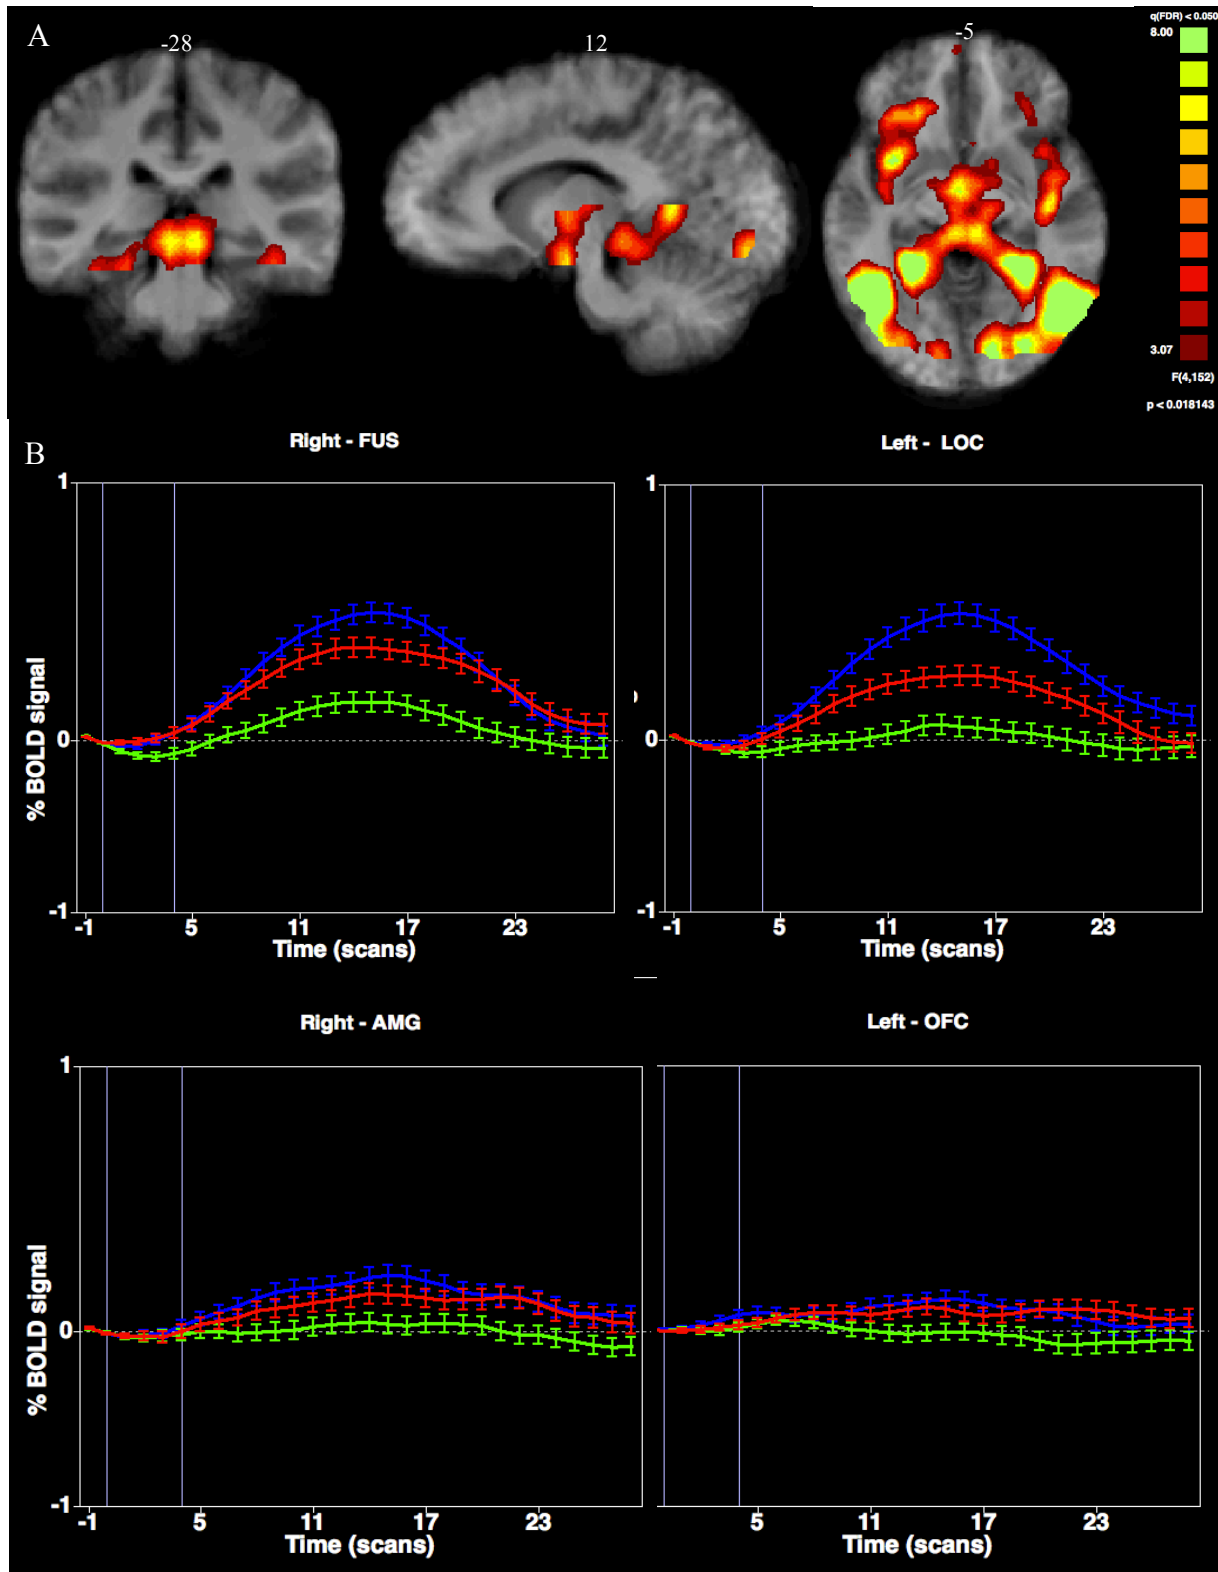 A
-28
12
-5
q(FDR) < 0.050
8.00
3.07
F(4,152)
p < 0.018143
B
Right - FUS
Left - LOC
1
0
-1
% BOLD signal
-1 5 11 17 23
Time (scans)
1
0
-1
-1 5 11 17 23
Time (scans)
Right - AMG
Left - OFC
1
0
-1
% BOLD signal
-1 5 11 17 23
Time (scans)
5 11 17 23
Time (scans)